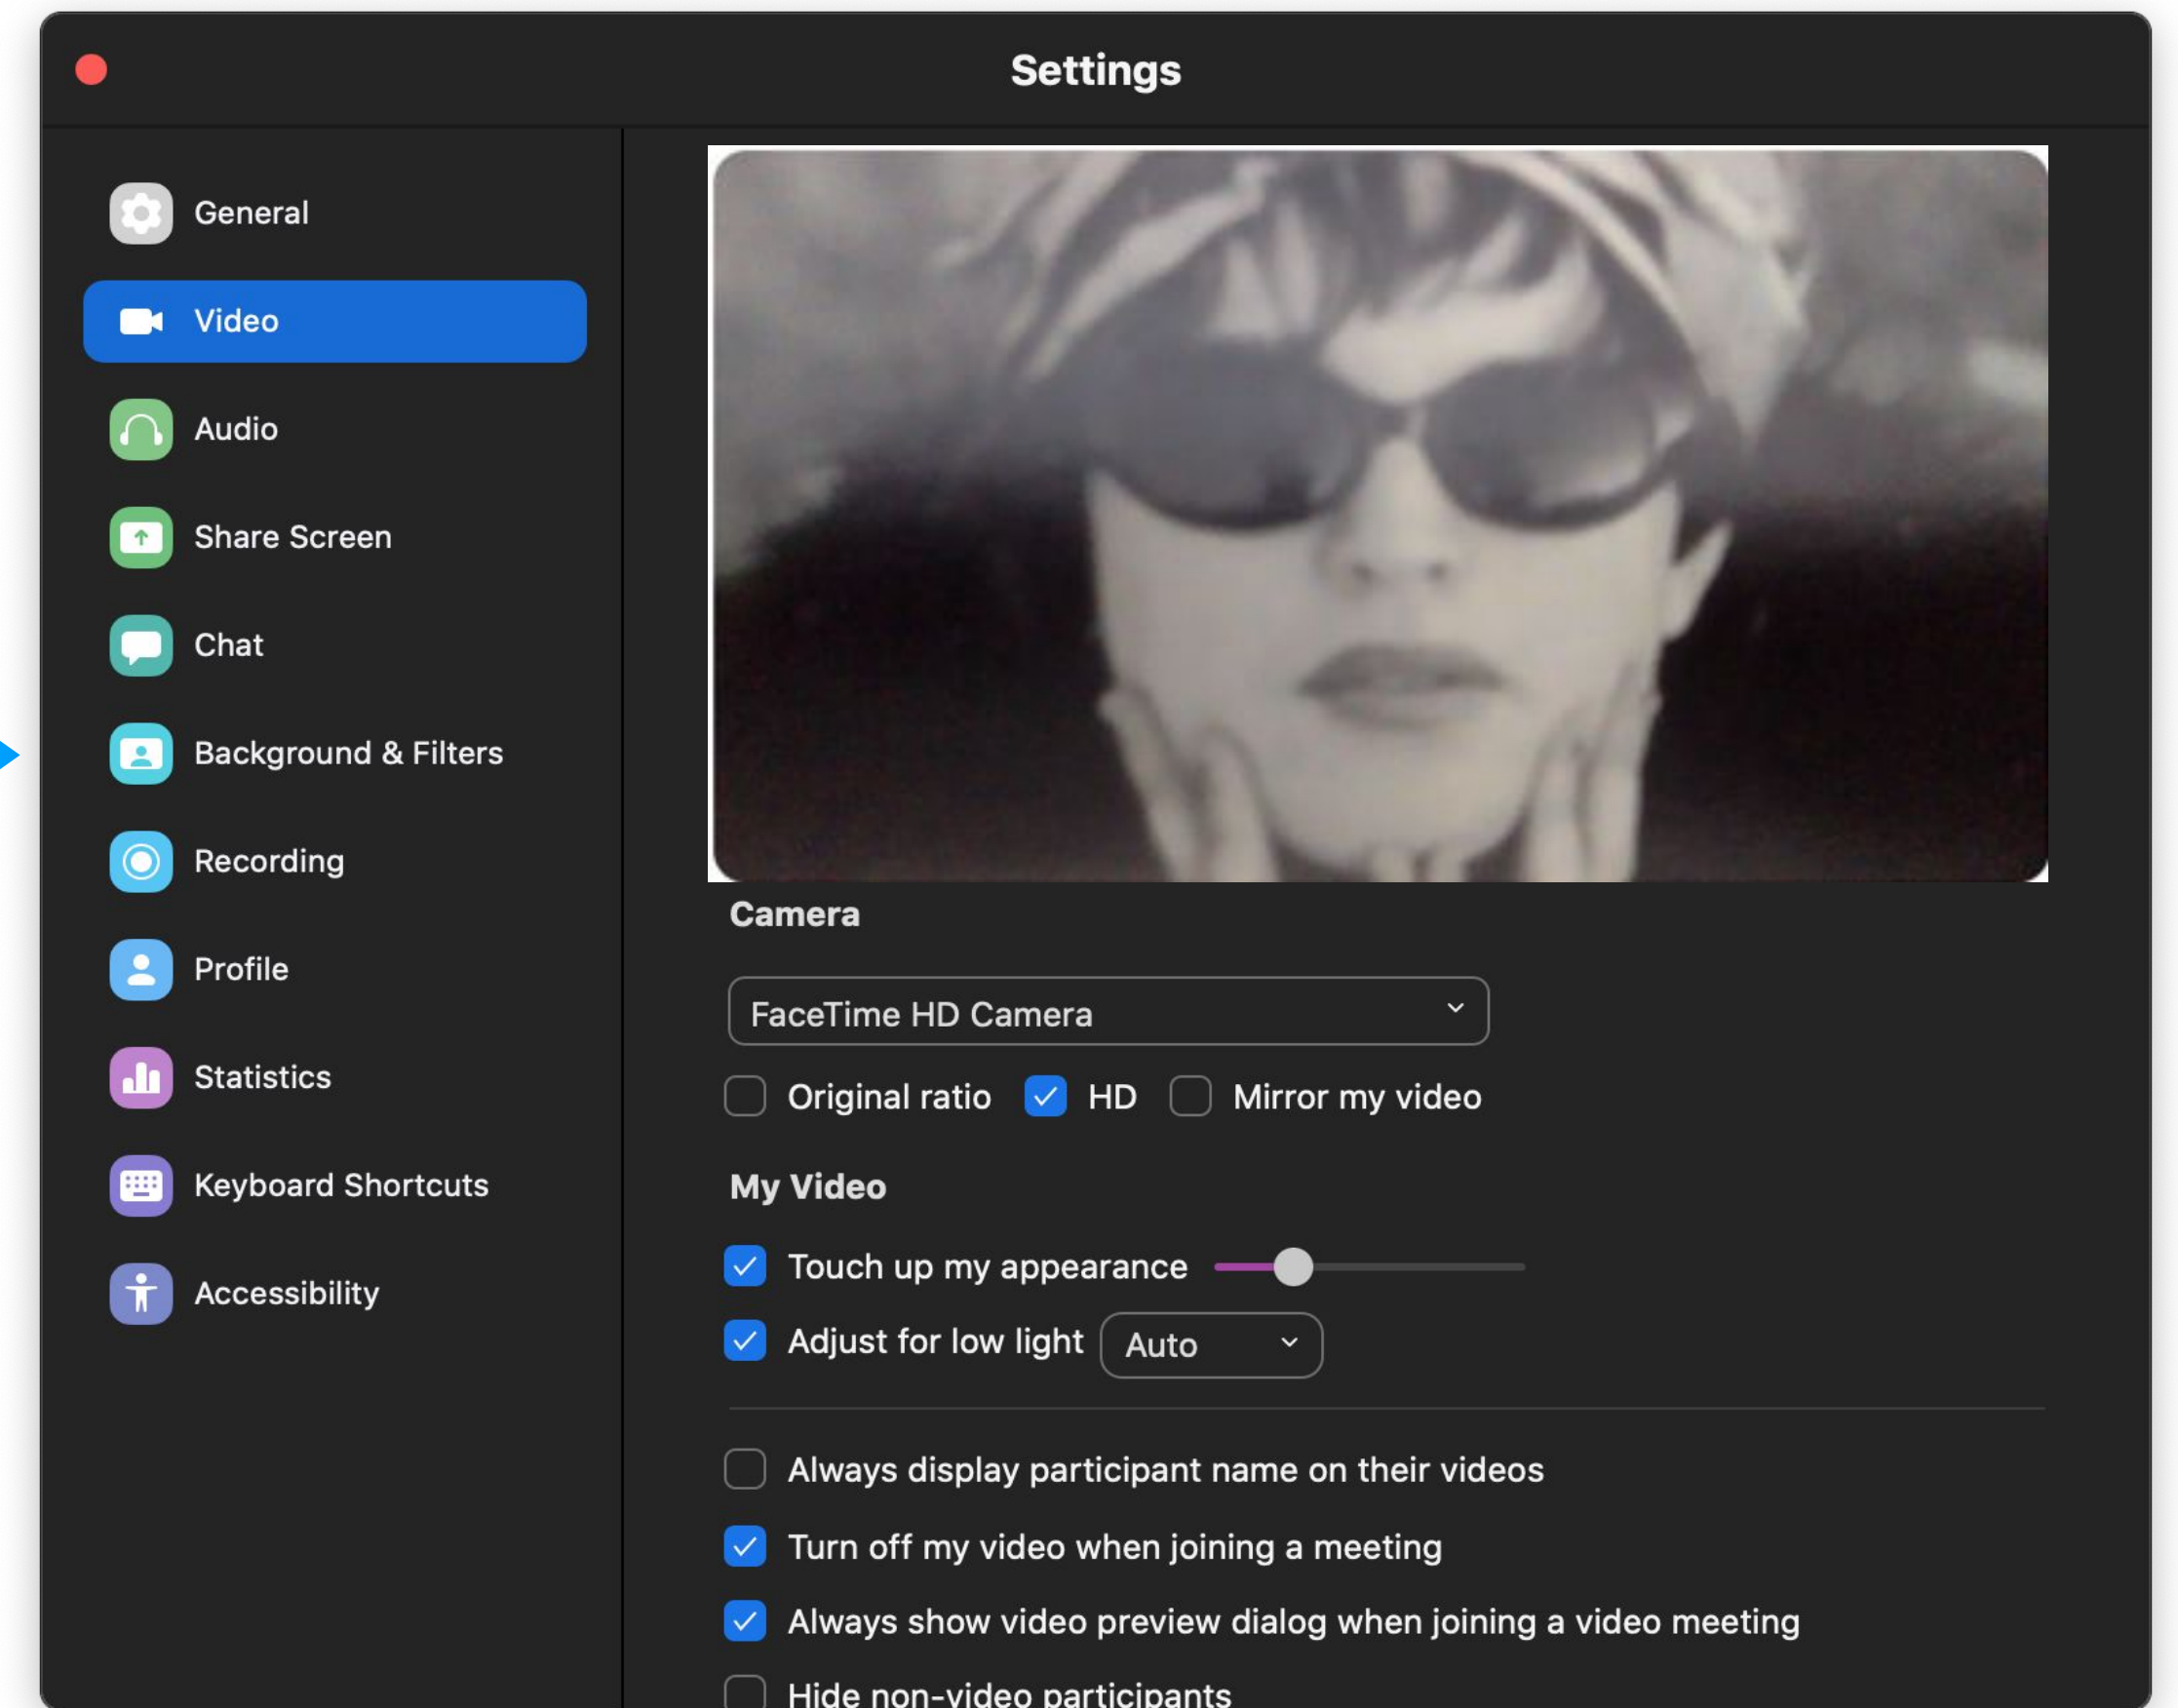 Settings
General
Video
Audio
Share Screen
Chat
Background & Filters
Recording
Profile
Statistics
Keyboard Shortcuts
Accessibility
Camera
FaceTime HD Camera
Original ratio HD Mirror my video
My Video
Touch up my appearance
Adjust for low light Auto
Always display participant name on their videos
Turn off my video when joining a meeting
Always show video preview dialog when joining a video meeting
Hide non-video participants